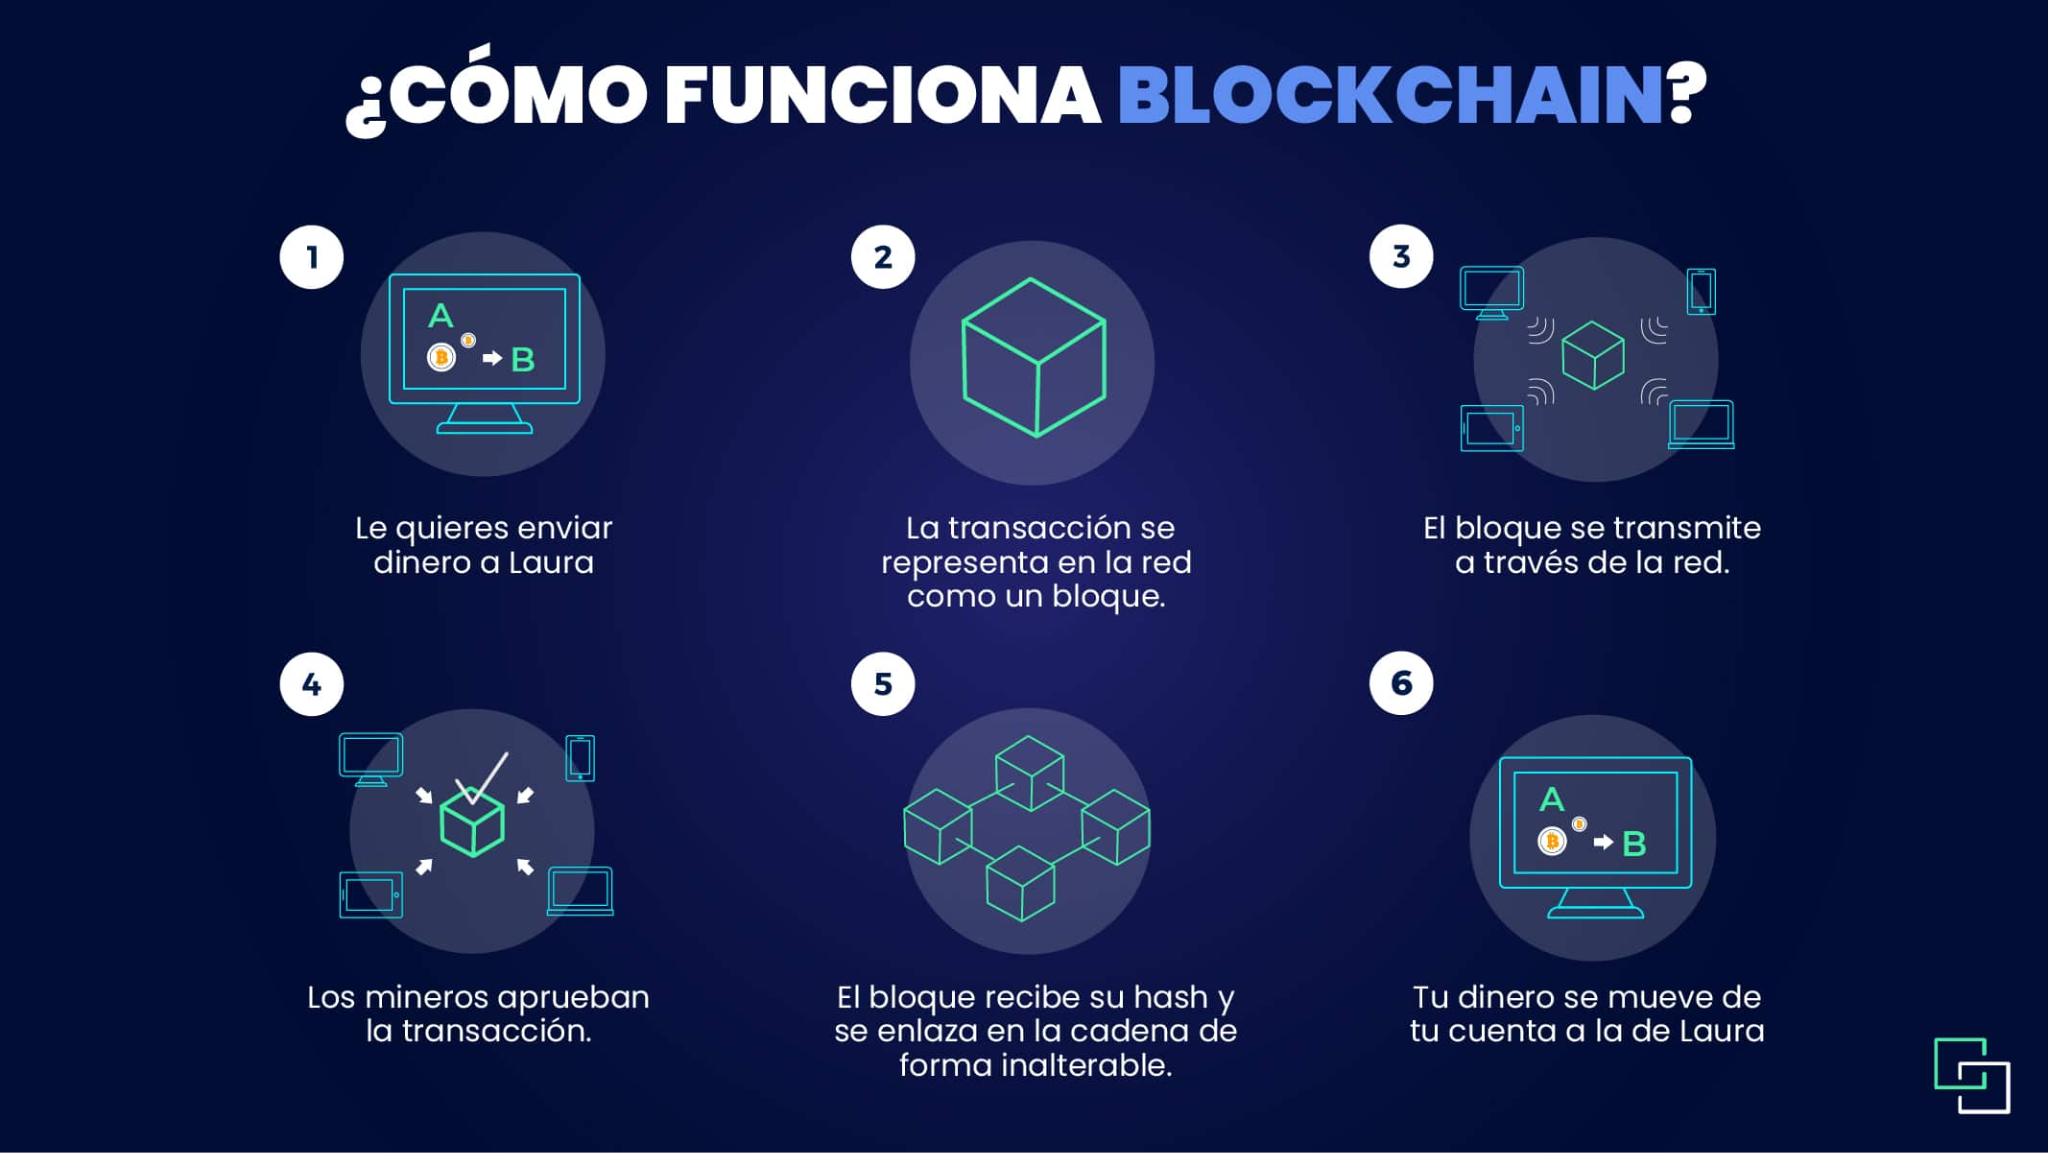 ¿CÓMO FUNCIONA BLOCKCHAIN?
1
A
B
Le quieres enviar
dinero a Laura
2
La transacción se
representa en la red
como un bloque.
3
El bloque se transmite
a través de la red.
4
Los mineros aprueban
la transacción.
5
El bloque recibe su hash y
se enlaza en la cadena de
forma inalterable.
6
A
B
Tu dinero se mueve de
tu cuenta a la de Laura